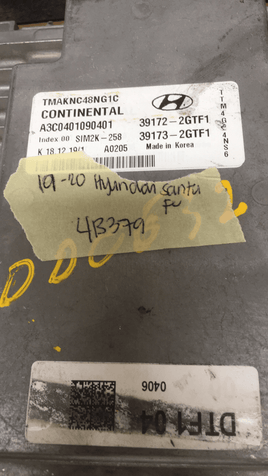 TMAKNC48NG1C
CONTINENTAL
A3C0401090401
39172-2GTF1
Index 00 SIM2K-258
39173-2GTF1
K 18.12.19/1 A0205 Made in Korea
19-20 Hyundai santa
fe
4B379
0406
DTF1 04